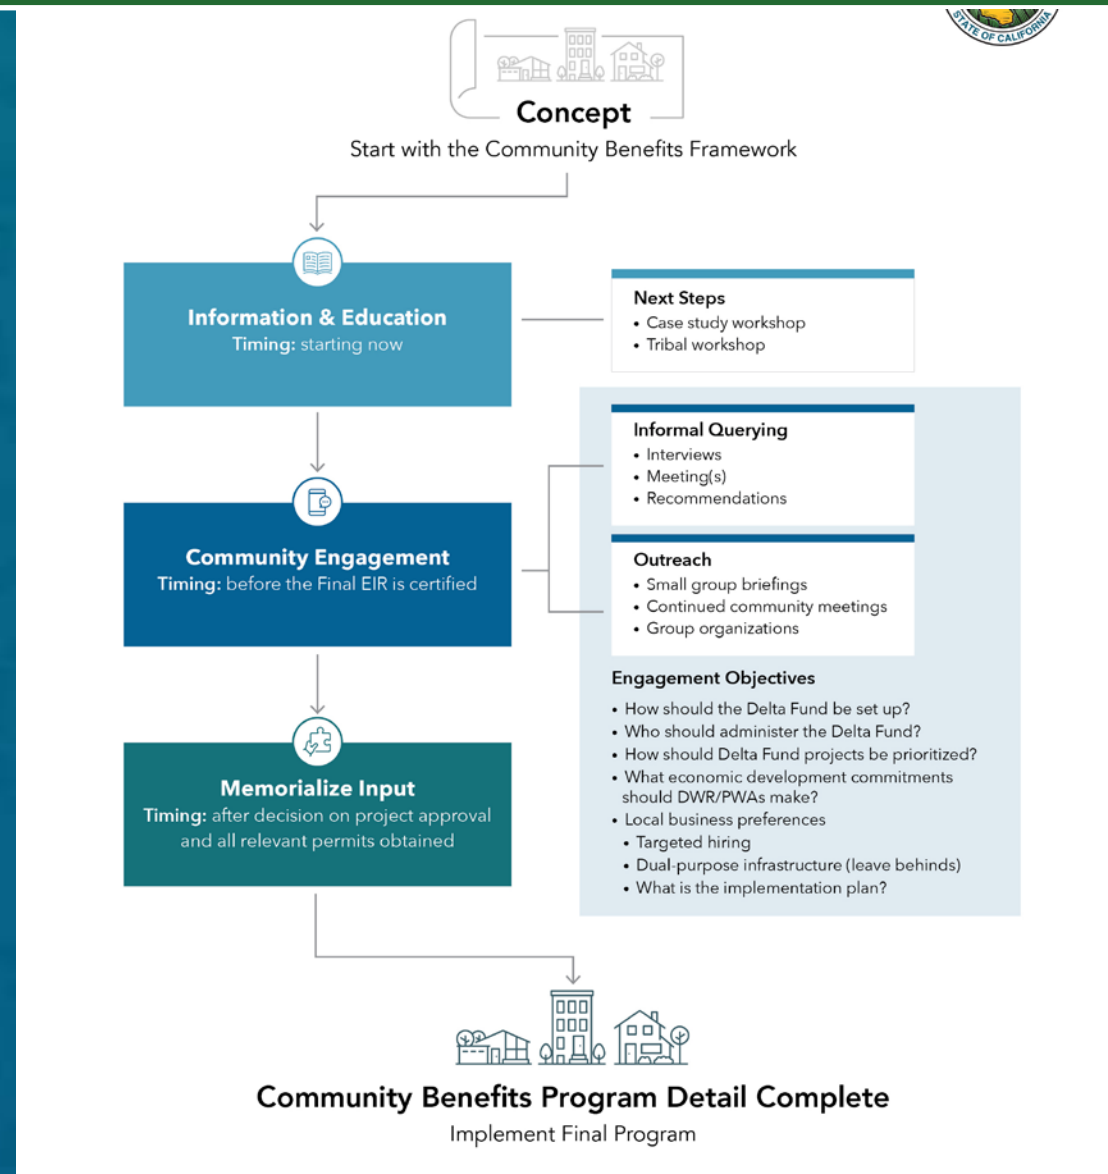 STATE OF CALIFORNIA
Concept
Start with the Community Benefits Framework
Information & Education
Timing: starting now
Next Steps
• Case study workshop
• Tribal workshop
Community Engagement
Timing: before the Final EIR is certified
Informal Querying
• Interviews
• Meeting(s)
• Recommendations
Outreach
• Small group briefings
• Continued community meetings
• Group organizations
Engagement Objectives
• How should the Delta Fund be set up?
• Who should administer the Delta Fund?
• How should Delta Fund projects be prioritized?
• What economic development commitments
should DWR/PWAs make?
• Local business preferences
• Targeted hiring
• Dual-purpose infrastructure (leave behinds)
• What is the implementation plan?
Memorialize Input
Timing: after decision on project approval
and all relevant permits obtained
Community Benefits Program Detail Complete
Implement Final Program